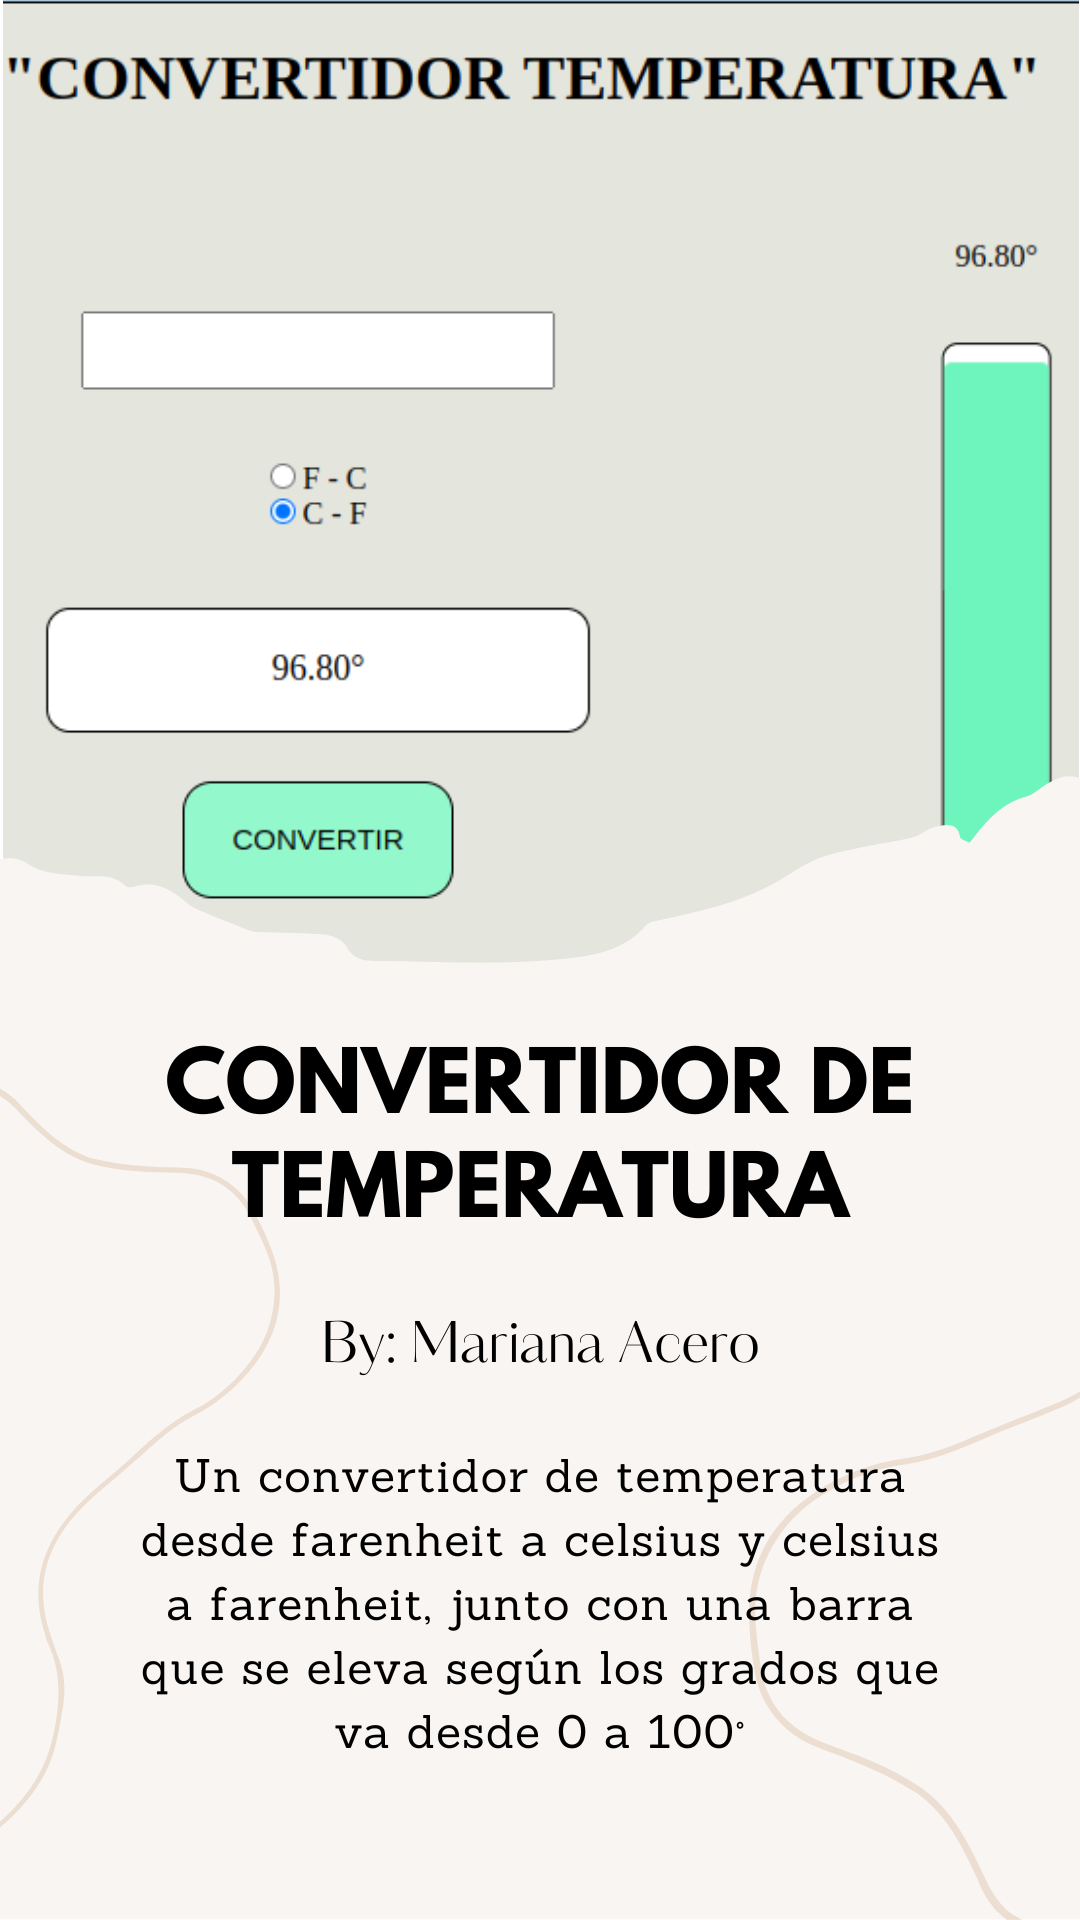 "CONVERTIDOR TEMPERATURA"
96.80°
F - C
C - F
96.80°
CONVERTIR
CONVERTIDOR DE
TEMPERATURA
By: Mariana Acero
Un convertidor de temperatura
desde farenheit a celsius y celsius
a farenheit, junto con una barra
que se eleva según los grados que
va desde 0 a 100°